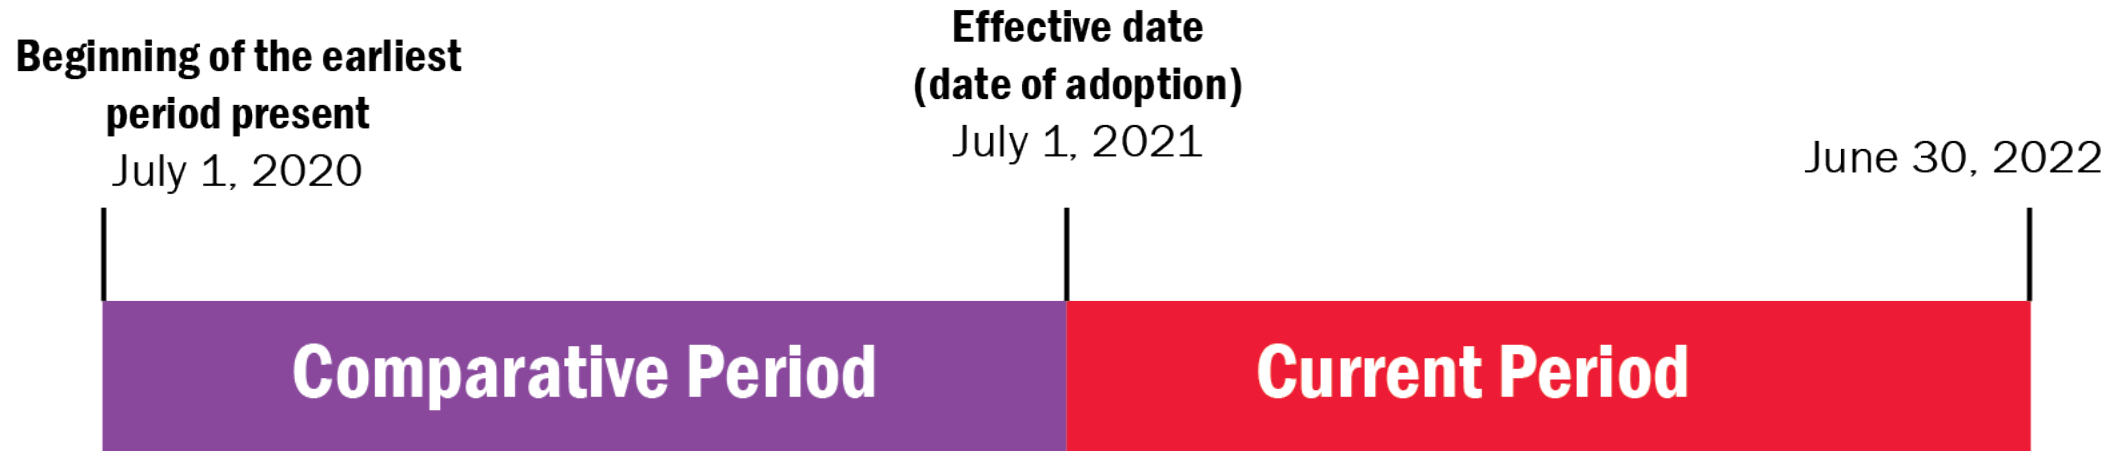 Beginning of the earliest
period present
July 1, 2020
Effective date
(date of adoption)
July 1, 2021
June 30, 2022
Comparative Period
Current Period